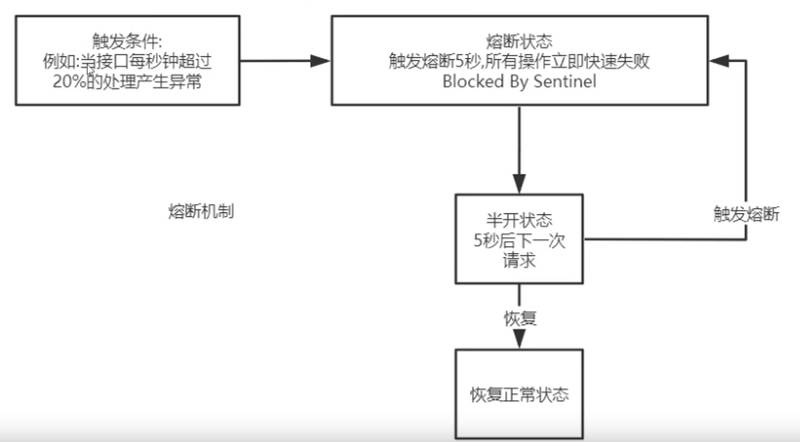 触发条件:
例如:当接口每秒钟超过
20%的处理产生异常
熔断状态
触发熔断5秒,所有操作立即快速失败
Blocked By Sentinel
熔断机制
半开状态
5秒后下一次
请求
触发熔断
恢复
恢复正常状态